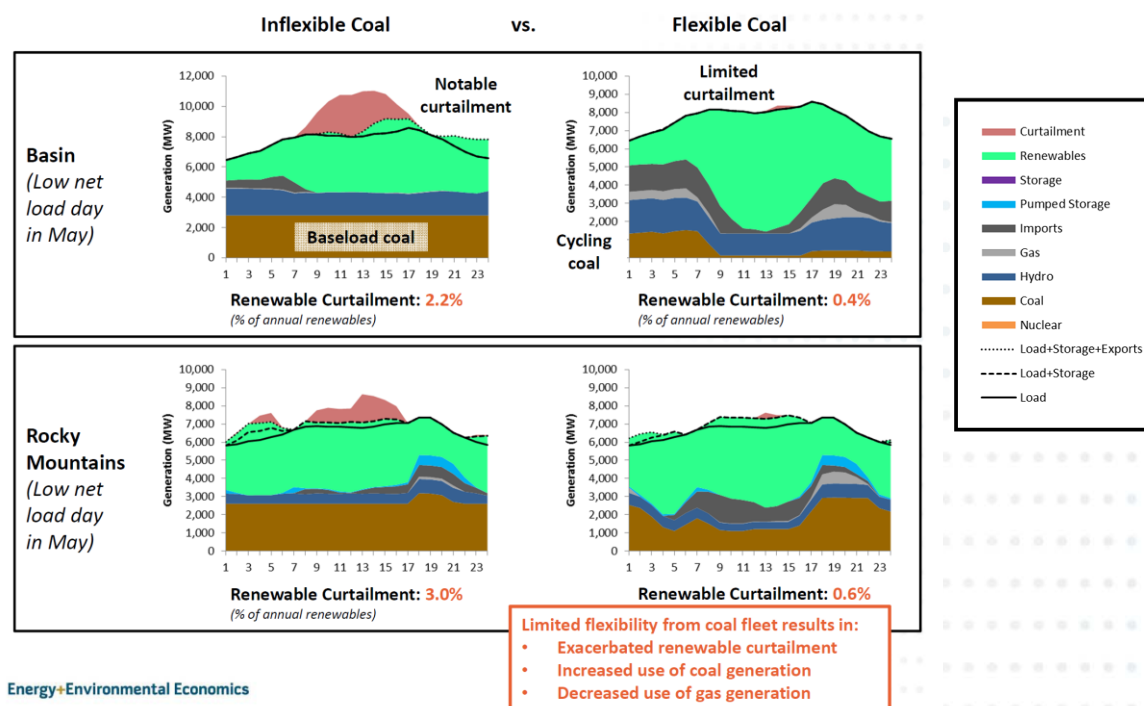 Inflexible Coal vs. Flexible Coal
Basin
(Low net
load day
in May)
Generation (MW)
12,000
10,000
8,000
6,000
4,000
2,000
0
1 3 5 7 9 11 13 15 17 19 21 23
Notable
curtailment
Baseload coal
Renewable Curtailment: 2.2%
(% of annual renewables)
Generation (MW)
10,000
9,000
8,000
7,000
6,000
5,000
4,000
3,000
2,000
1 3 5 7 9 11 13 15 17 19 21 23
Limited
curtailment
Cycling
coal
Renewable Curtailment: 0.4%
(% of annual renewables)
Rocky
Mountains
(Low net
load day
in May)
Generation (MW)
10,000
9,000
8,000
7,000
6,000
5,000
4,000
3,000
2,000
1,000
0
1 3 5 7 9 11 13 15 17 19 21 23
Renewable Curtailment: 3.0%
(% of annual renewables)
Generation (MW)
10,000
9,000
8,000
7,000
6,000
5,000
4,000
3,000
2,000
1,000
0
1 3 5 7 9 11 13 15 17 19 21 23
Renewable Curtailment: 0.6%
Limited flexibility from coal fleet results in:
• Exacerbated renewable curtailment
• Increased use of coal generation
• Decreased use of gas generation
Curtailment
Renewables
Storage
Pumped Storage
Imports
Gas
Hydro
Coal
Nuclear
Load+Storage+Exports
Load+Storage
Load
Energy+Environmental Economics